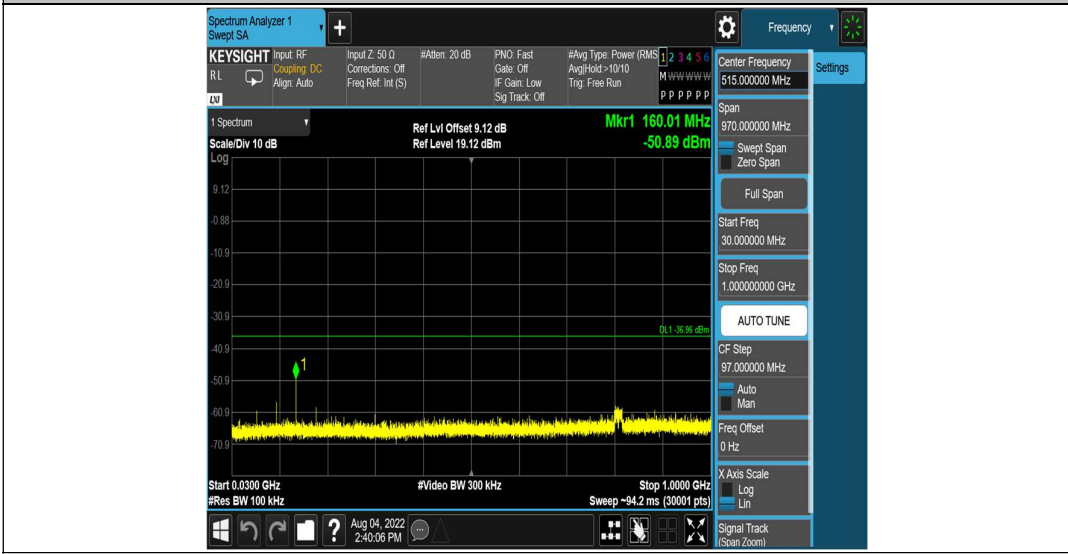 Spectrum Analyzer 1
Swept SA
+
Frequency
KEYSIGHT
RL
LXI
Input: RF
Coupling: DC
Align: Auto
Input Z: 50 Ω
Corrections: Off
Freq Ref: Int (S)
#Atten: 20 dB
PNO: Fast
Gate: Off
IF Gain: Low
Sig Track: Off
#Avg Type: Power (RMS
Avg|Hold:>10/10
Trig: Free Run
1 2 3 4 5 6
M W W W W W
P P P P P P
Center Frequency
515.000000 MHz
Settings
Span
970.000000 MHz
Swept Span
Zero Span
Full Span
Start Freq
30.000000 MHz
Stop Freq
1.000000000 GHz
AUTO TUNE
CF Step
97.000000 MHz
Auto
Man
Freq Offset
0 Hz
X Axis Scale
Log
Lin
Signal Track
(Span Zoom)
1 Spectrum
Scale/Div 10 dB
Ref Lvl Offset 9.12 dB
Ref Level 19.12 dBm
Mkr1 160.01 MHz
-50.89 dBm
Log
9.12
-0.88
-10.9
-20.9
-30.9
DL1 -36.96 dBm
-40.9
1
-50.9
-60.9
-70.9
Start 0.0300 GHz
#Video BW 300 kHz
Stop 1.0000 GHz
#Res BW 100 kHz
Sweep ~94.2 ms (30001 pts)
?
Aug 04, 2022
2:40:06 PM